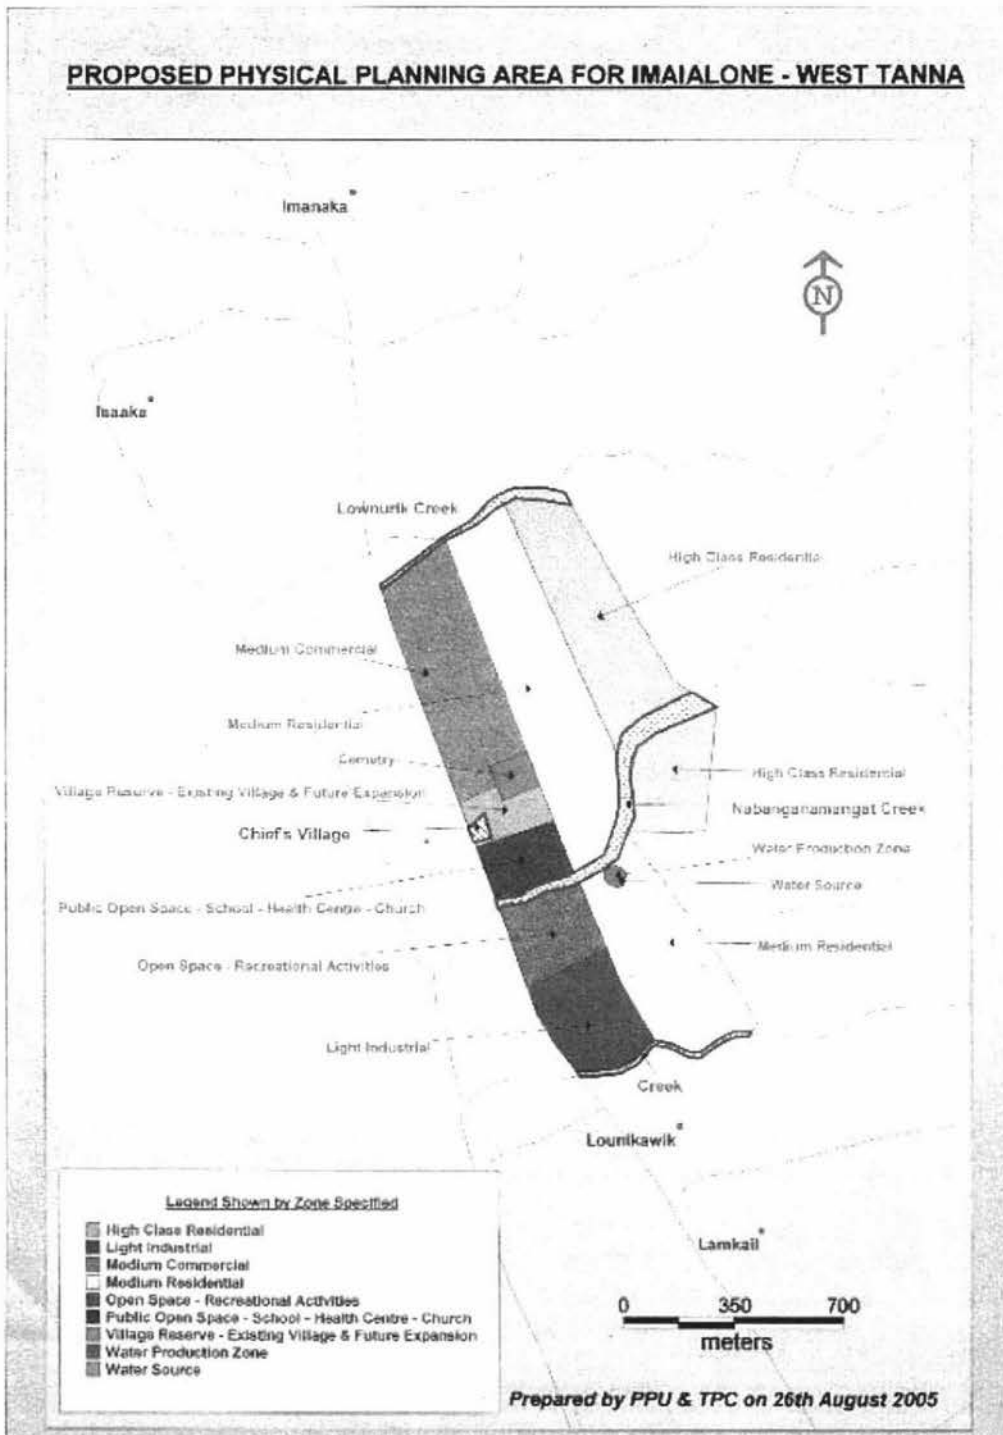 PROPOSED PHYSICAL PLANNING AREA FOR IMAIALONE - WEST TANNA
Imanaka
N
Isaaka
Lownurik Creek
High Class Residential
Medium Commercial
Medium Residential
Cemetry
High Class Residential
Village Reserve - Existing Village & Future Expansion
Nabanganamangat Creek
Chief's Village
Water Production Zone
Water Source
Public Open Space - School - Health Centre - Church
Medium Residential
Open Space - Recreational Activities
Light Industrial
Creek
Lounikawik
Legend Shown by Zone Specified
High Class Residential
Light Industrial
Medium Commercial
Medium Residential
Open Space - Recreational Activities
Public Open Space - School - Health Centre - Church
Village Reserve - Existing Village & Future Expansion
Water Production Zone
Water Source
Lamkail
0 350 700
meters
Prepared by PPU & TPC on 26th August 2005